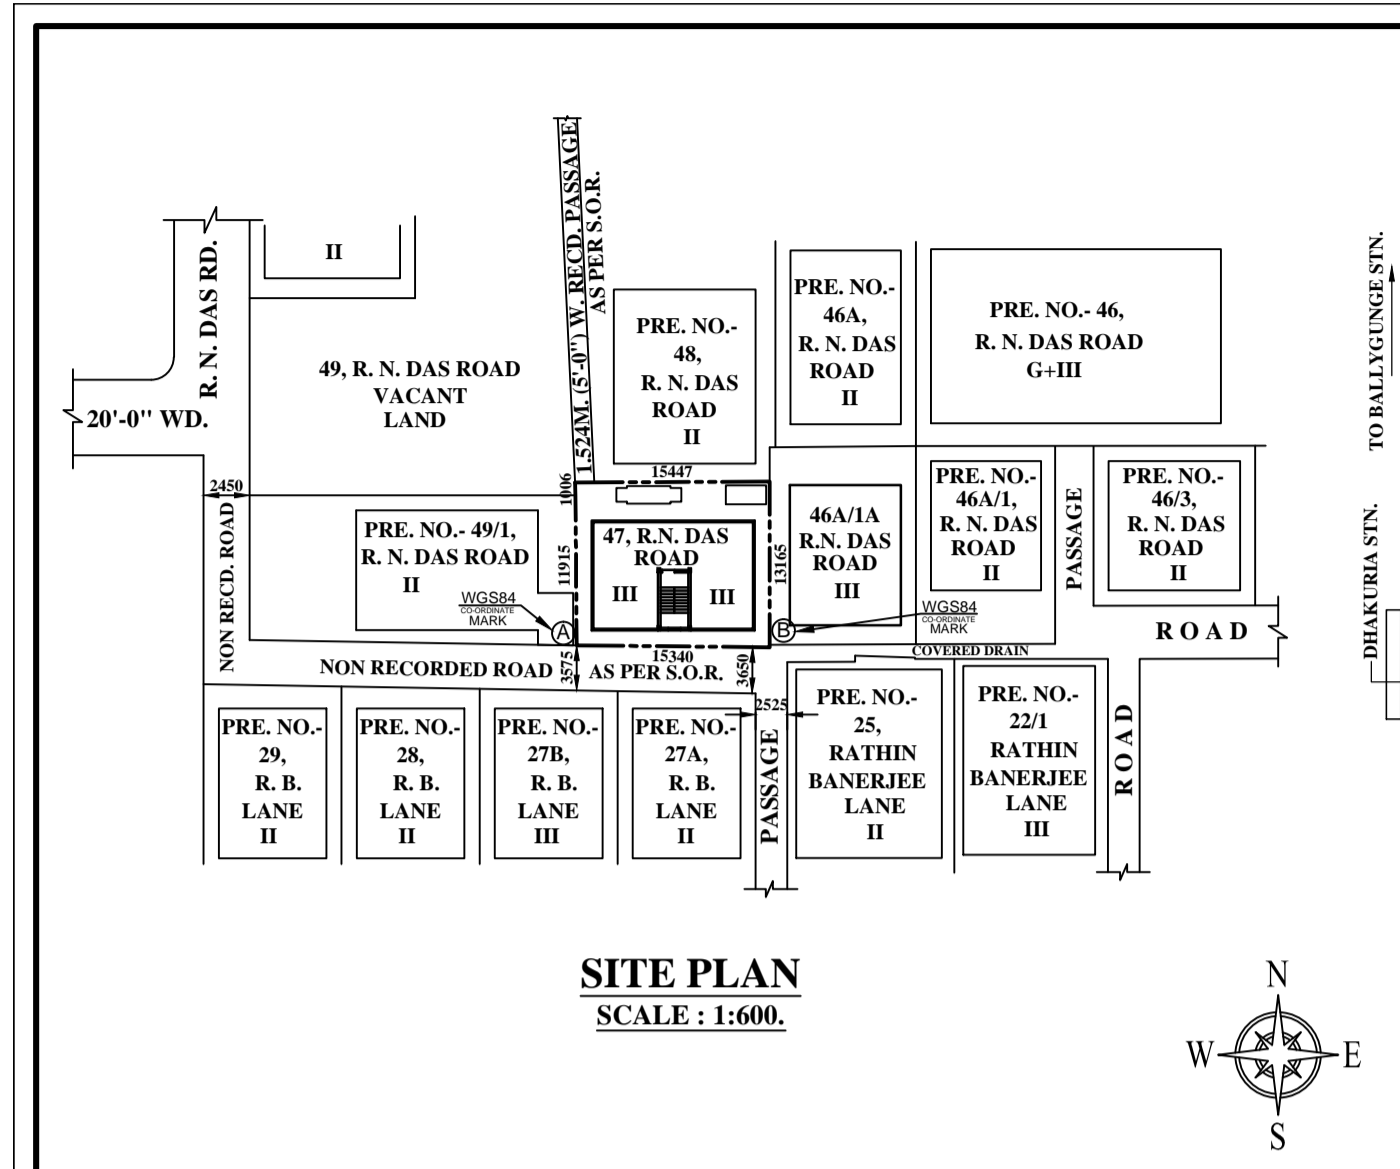 R. N. DAS RD.
20'-0" WD.
II
1.524M. (5'-0") W. RECD. PASSAGE
AS PER S.O.R.
49, R. N. DAS ROAD
VACANT
LAND
PRE. NO.-
48,
R. N. DAS
ROAD
II
PRE. NO.-
46A,
R. N. DAS
ROAD
II
PRE. NO.- 46,
R. N. DAS ROAD
G+III
TO BALLYGUNGE STN.
DHAKURIA STN.
2450
NON RECD. ROAD
PRE. NO.- 49/1,
R. N. DAS ROAD
II
WGS84
CO-ORDINATE
MARK
A
1006
11915
15447
47, R.N. DAS
ROAD
III
III
13165
15340
3575
3650
B
WGS84
CO-ORDINATE
MARK
46A/1A
R.N. DAS
ROAD
III
PRE. NO.-
46A/1,
R. N. DAS
ROAD
II
PASSAGE
PRE. NO.-
46/3,
R. N. DAS
ROAD
II
ROAD
COVERED DRAIN
NON RECORDED ROAD
AS PER S.O.R.
2525
PRE. NO.-
29,
R. B.
LANE
II
PRE. NO.-
28,
R. B.
LANE
II
PRE. NO.-
27B,
R. B.
LANE
III
PRE. NO.-
27A,
R. B.
LANE
II
PASSAGE
PRE. NO.-
25,
RATHIN
BANERJEE
LANE
II
PRE. NO.-
22/1
RATHIN
BANERJEE
LANE
III
ROAD
SITE PLAN
SCALE : 1:600.
N
W
E
S